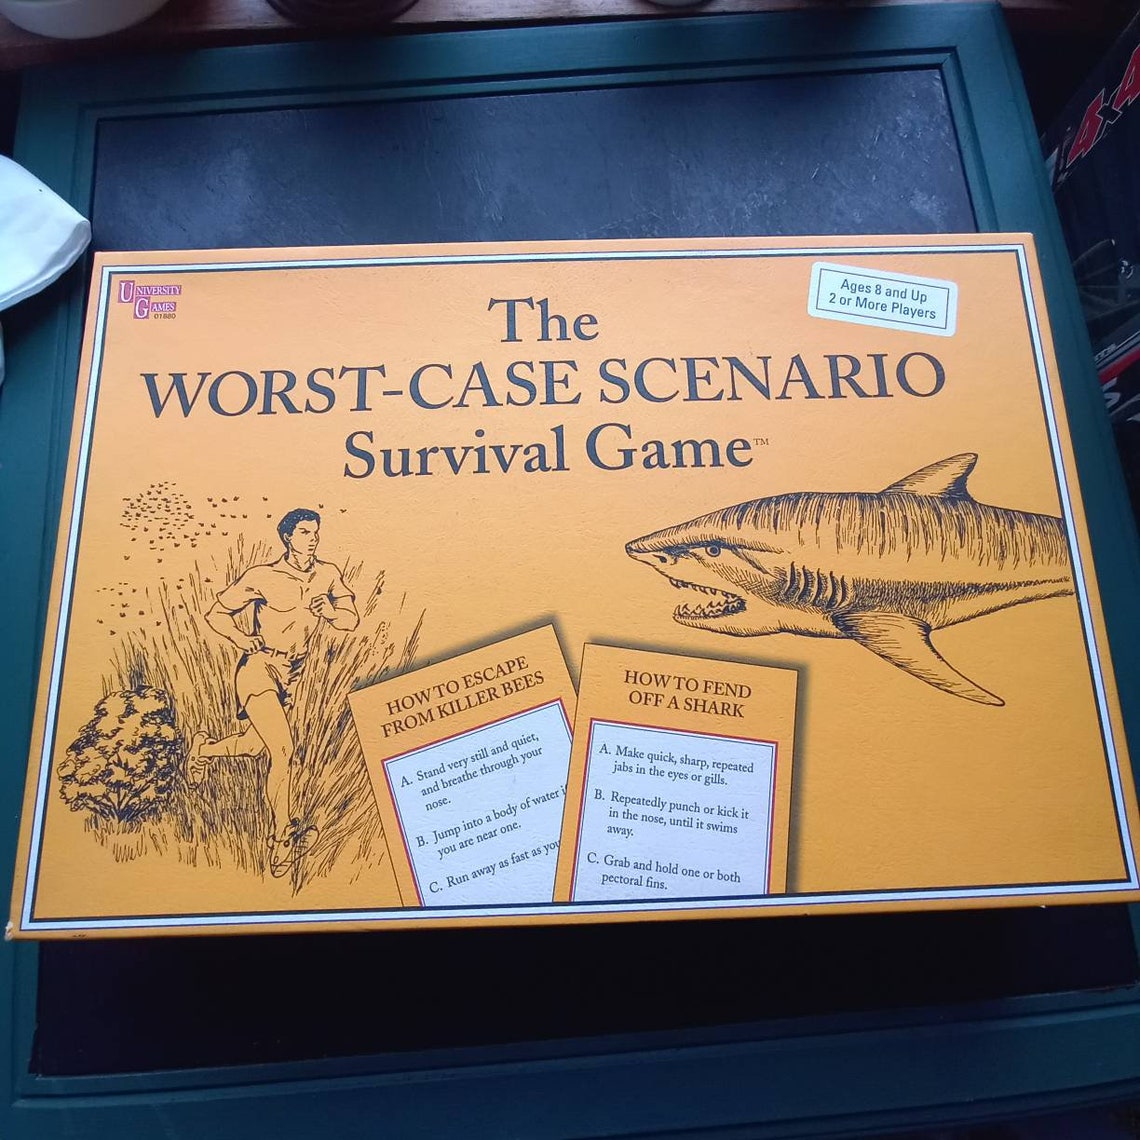 UNIVERSITY
GAMES
01880
Ages 8 and Up
2 or More Players
The
WORST-CASE SCENARIO
Survival Game™
HOW TO ESCAPE
FROM KILLER BEES
A. Stand very still and quiet,
and breathe through your
nose.
B. Jump into a body of water
you are near one.
C. Run away as fast as you
HOW TO FEND
OFF A SHARK
A. Make quick, sharp, repeated
jabs in the eyes or gills.
B. Repeatedly punch or kick it
in the nose, until it swims
away.
C. Grab and hold one or both
pectoral fins.
4x4